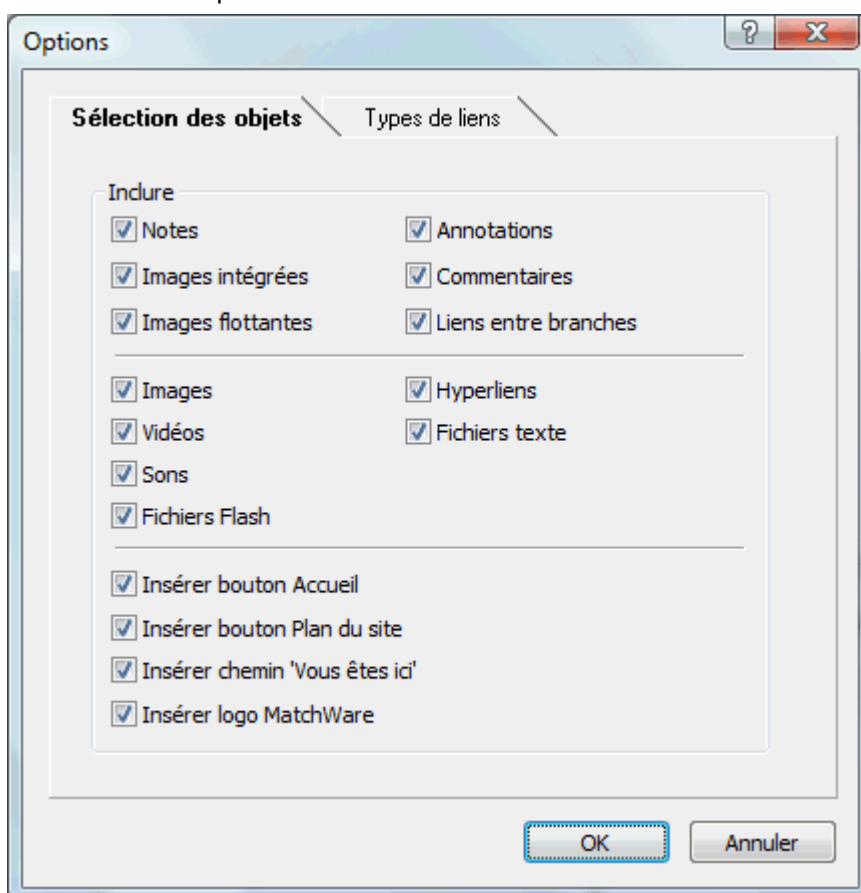 Options
Sélection des objets
Types de liens
Inclure
Notes
Annotations
Images intégrées
Commentaires
Images flottantes
Liens entre branches
Images
Hyperliens
Vidéos
Fichiers texte
Sons
Fichiers Flash
Insérer bouton Accueil
Insérer bouton Plan du site
Insérer chemin 'Vous êtes ici'
Insérer logo MatchWare
OK
Annuler